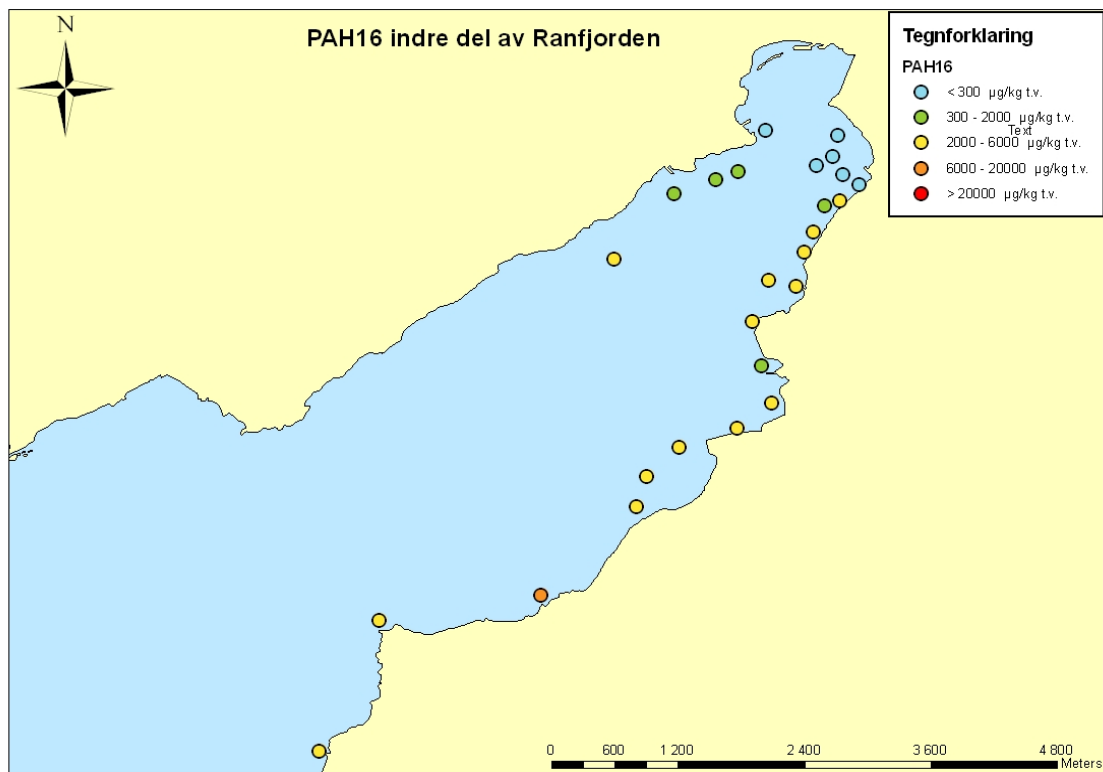 N
PAH16 indre del av Ranfjorden
Tegnforklaring
PAH16
< 300 µg/kg t.v.
300 - 2000 µg/kg t.v.
Text
2000 - 6000 µg/kg t.v.
6000 - 20000 µg/kg t.v.
> 20000 µg/kg t.v.
0 600 1 200 2 400 3 600 4 800
Meters